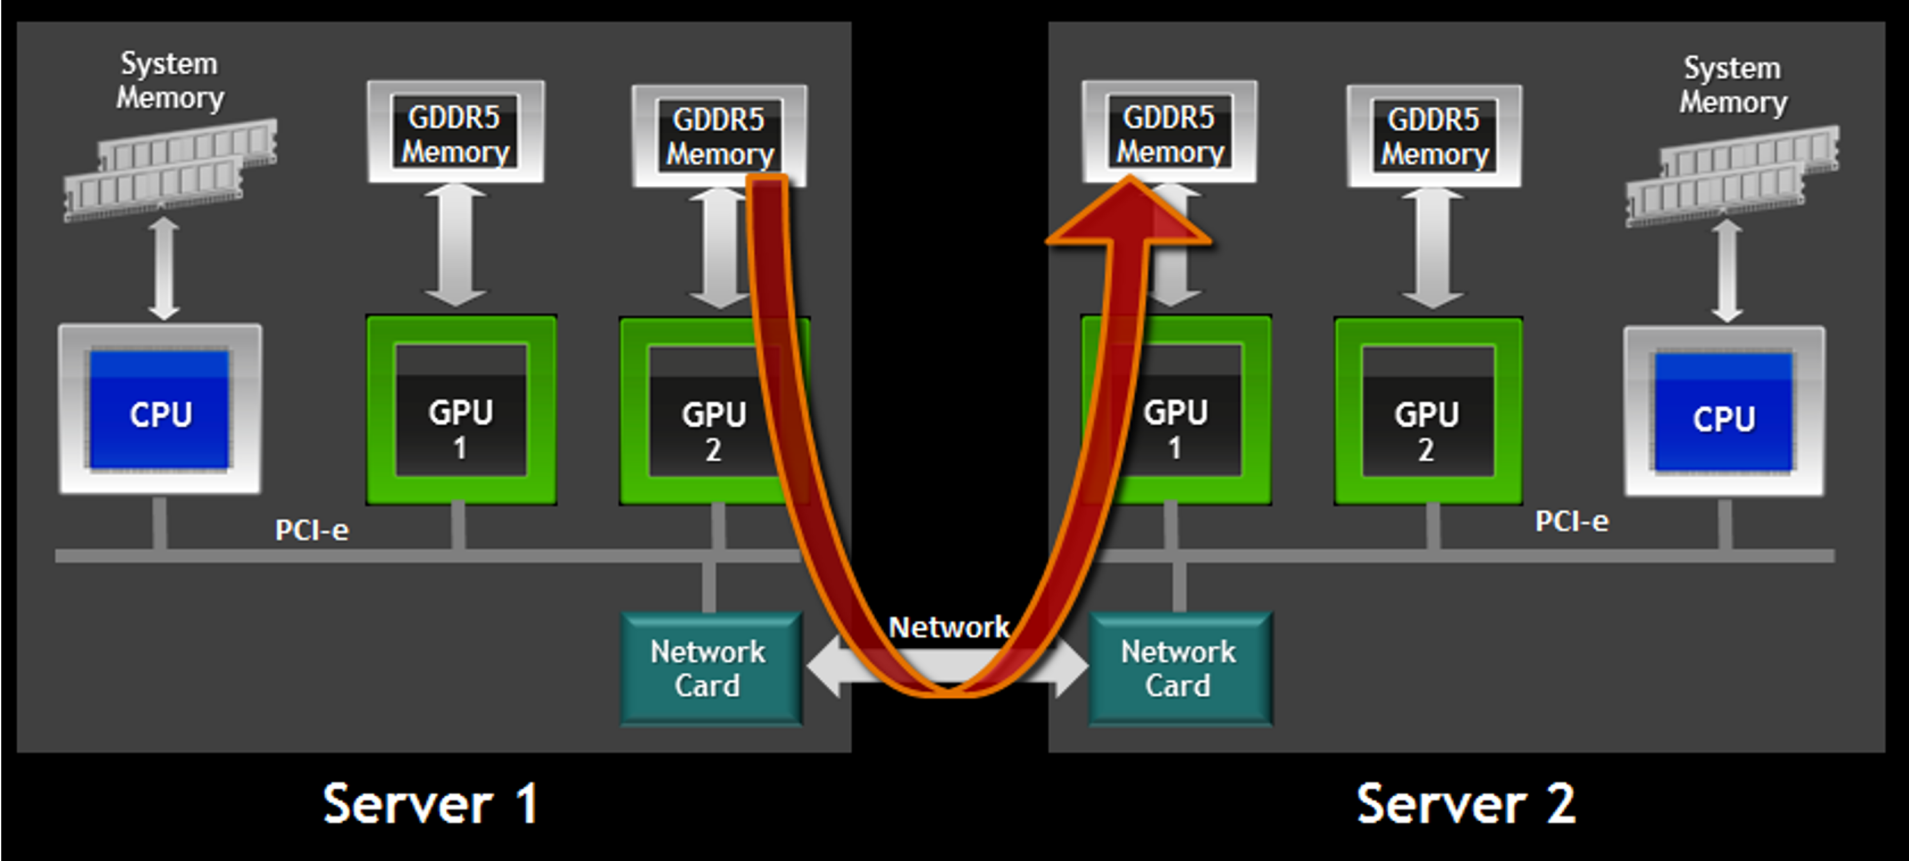 System
Memory
GDDR5
Memory
GDDR5
Memory
CPU
GPU
1
GPU
2
PCI-e
Network
Card
Server 1
Network
GDDR5
Memory
GDDR5
Memory
System
Memory
GPU
1
GPU
2
CPU
PCI-e
Network
Card
Server 2